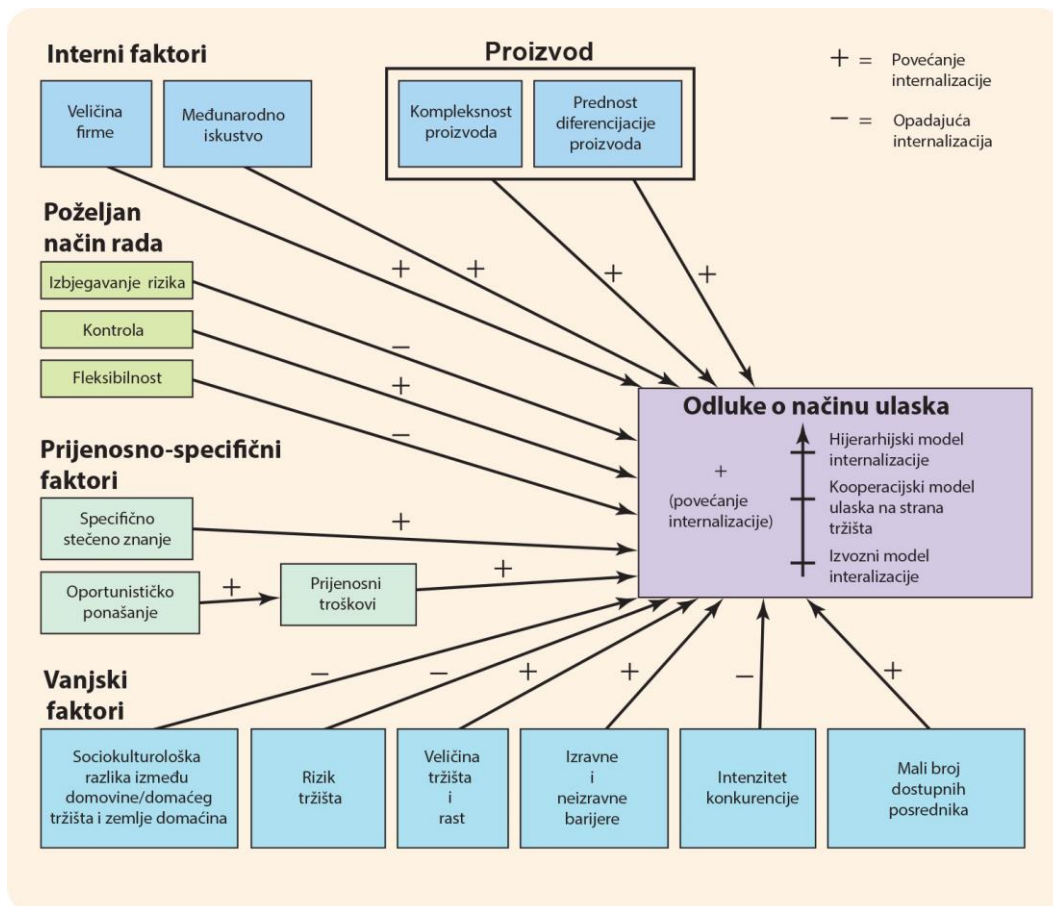 Interni faktori
Veličina
firme
Međunarodno
iskustvo
Proizvod
Kompleksnost
proizvoda
Prednost
diferencijacije
proizvoda
+ = Povećanje
internalizacije
− = Opadajuća
internalizacija
Poželjan
način rada
Izbjegavanje rizika
Kontrola
Fleksibilnost
+
+
+
+
−
+
−
Odluke o načinu ulaska
+
(povećanje
internalizacije)
Hijerarhijski model
internalizacije
Kooperacijski model
ulaska na strana
tržišta
Izvozni model
interalizacije
Prijenosno-specifični
faktori
Specifično
stečeno znanje
+
Oportunističko
ponašanje
+
Prijenosni
troškovi
+
Vanjski
faktori
−
−
+
+
−
+
Sociokulturološka
razlika između
domovine/domaćeg
tržišta i zemlje domaćina
Rizik
tržišta
Veličina
tržišta
i
rast
Izravne
i
neizravne
barijere
Intenzitet
konkurencije
Mali broj
dostupnih
posrednika